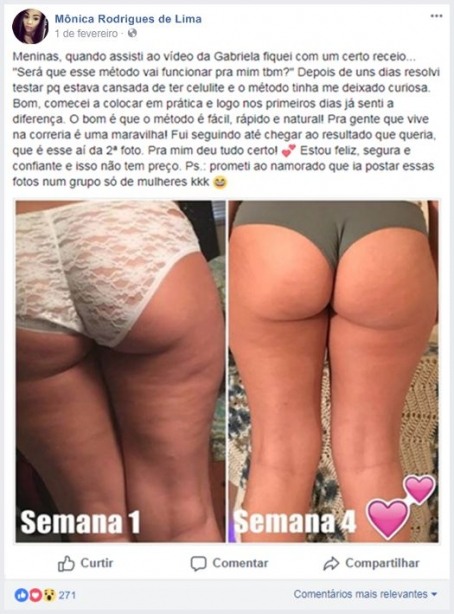 Mônica Rodrigues de Lima
1 de fevereiro ·
Meninas, quando assisti ao vídeo da Gabriela fiquei com um certo receio...
"Será que esse método vai funcionar pra mim tbm?" Depois de uns dias resolvi
testar pq estava cansada de ter celulite e o método tinha me deixado curiosa.
Bom, comecei a colocar em prática e logo nos primeiros dias já senti a
diferença. O bom é que o método é fácil, rápido e natural! Pra gente que vive
na correria é uma maravilha! Fui seguindo até chegar ao resultado que queria,
que é esse aí da 2ª foto. Pra mim deu tudo certo! 💕 Estou feliz, segura e
confiante e isso não tem preço. Ps.: prometi ao namorado que ia postar essas
fotos num grupo só de mulheres kkk 😄
Semana 1
Semana 4
Curtir
Comentar
Compartilhar
271
Comentários mais relevantes